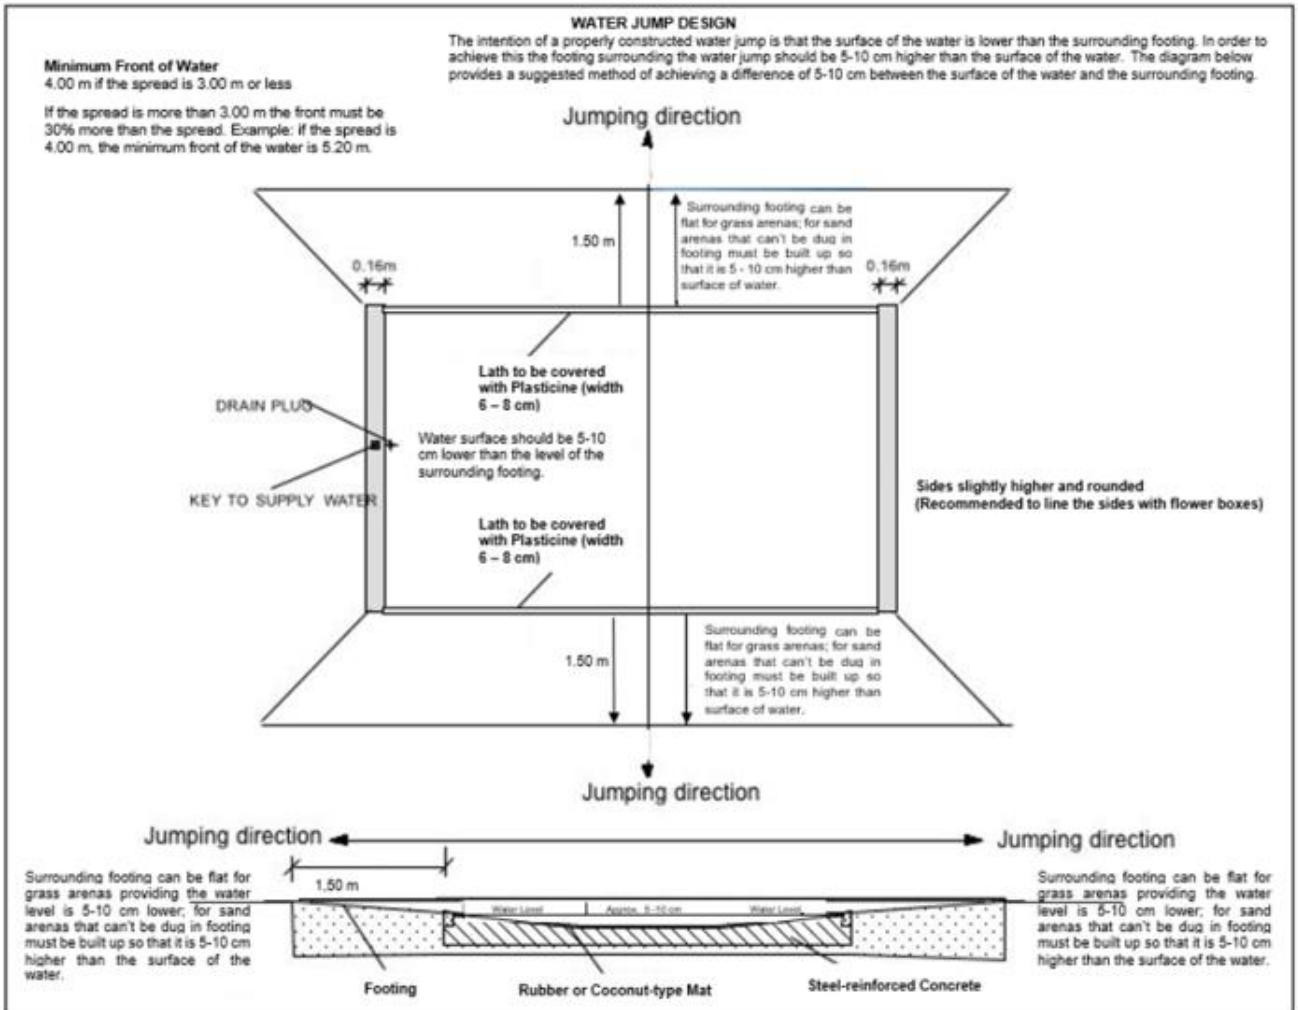 WATER JUMP DESIGN
The intention of a properly constructed water jump is that the surface of the water is lower than the surrounding footing. In order to
achieve this the footing surrounding the water jump should be 5-10 cm higher than the surface of the water. The diagram below
provides a suggested method of achieving a difference of 5-10 cm between the surface of the water and the surrounding footing.
Minimum Front of Water
4.00 m if the spread is 3.00 m or less
If the spread is more than 3.00 m the front must be
30% more than the spread. Example: if the spread is
4.00 m, the minimum front of the water is 5.20 m.
Jumping direction
1.50 m
Surrounding footing can be
flat for grass arenas; for sand
arenas that can't be dug in
footing must be built up so
that it is 5 - 10 cm higher than
surface of water.
0.16m
0.16m
Lath to be covered
with Plasticine (width
6 – 8 cm)
DRAIN PLUG
Water surface should be 5-10
cm lower than the level of the
surrounding footing.
KEY TO SUPPLY WATER
Sides slightly higher and rounded
(Recommended to line the sides with flower boxes)
Lath to be covered
with Plasticine (width
6 – 8 cm)
1.50 m
Surrounding footing can be
flat for grass arenas; for sand
arenas that can't be dug in
footing must be built up so
that it is 5-10 cm higher than
surface of water.
Jumping direction
Jumping direction
Jumping direction
1,50 m
Surrounding footing can be flat for
grass arenas providing the water
level is 5-10 cm lower; for sand
arenas that can't be dug in footing
must be built up so that it is 5-10 cm
higher than the surface of the
water.
Water Level
Approx. 5 -10 cm
Water Level
Surrounding footing can be flat for
grass arenas providing the water
level is 5-10 cm lower; for sand
arenas that can't be dug in footing
must be built up so that it is 5-10 cm
higher than the surface of the water.
Footing
Rubber or Coconut-type Mat
Steel-reinforced Concrete